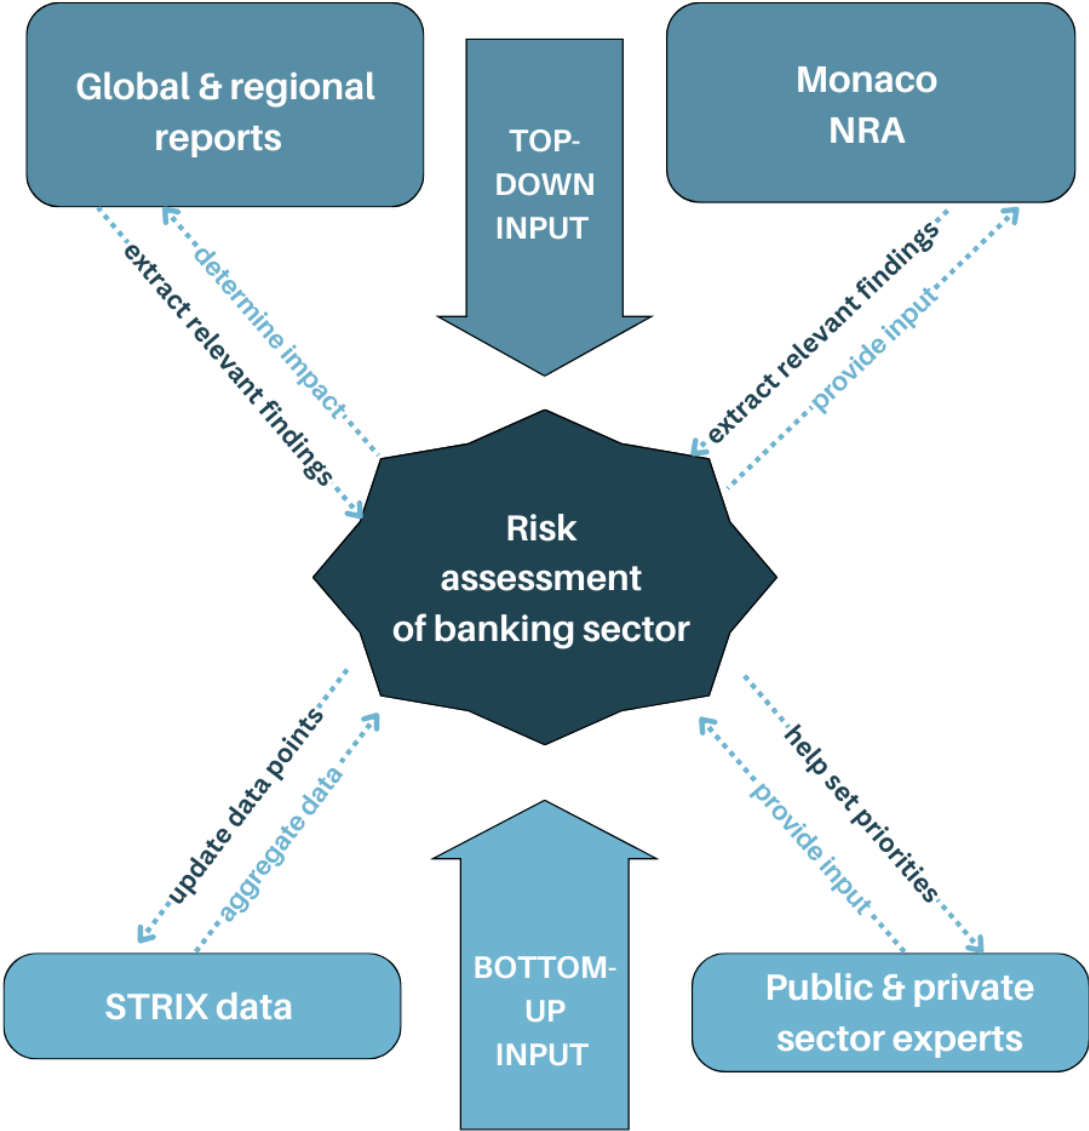 Global & regional
reports
TOP-
DOWN
INPUT
Monaco
NRA
extract relevant findings
determine impact
extract relevant findings
provide input
Risk
assessment
of banking sector
update data points
aggregate data
help set priorities
provide input
STRIX data
BOTTOM-
UP
INPUT
Public & private
sector experts